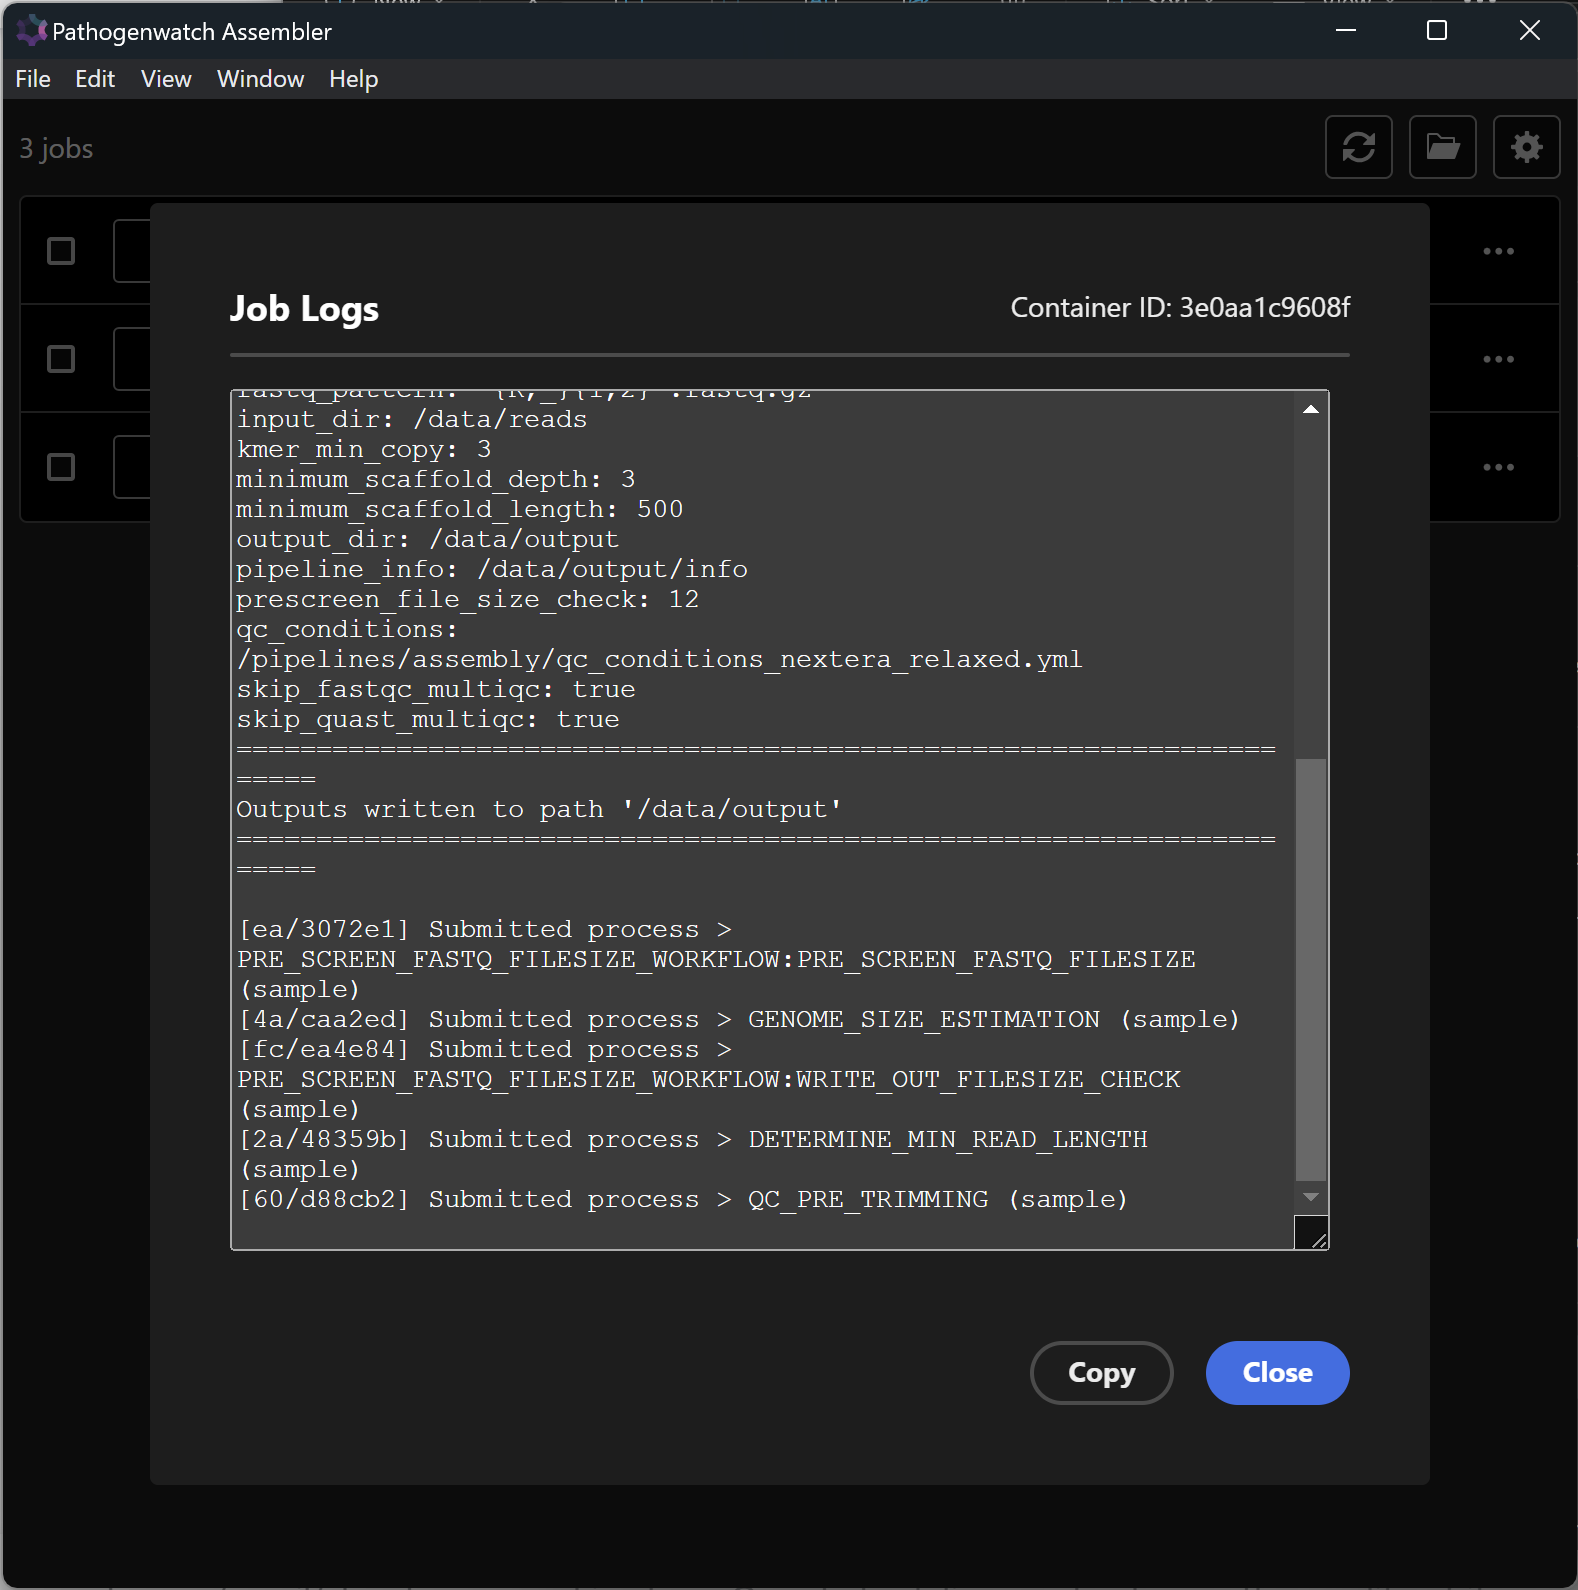 Pathogenwatch Assembler
File Edit View Window Help
3 jobs
Job Logs
Container ID: 3e0aa1c9608f
input_dir: /data/reads
kmer_min_copy: 3
minimum_scaffold_depth: 3
minimum_scaffold_length: 500
output_dir: /data/output
pipeline_info: /data/output/info
prescreen_file_size_check: 12
qc_conditions:
/pipelines/assembly/qc_conditions_nextera_relaxed.yml
skip_fastqc_multiqc: true
skip_quast_multiqc: true
=================================================================
=====
Outputs written to path '/data/output'
=================================================================
=====
[ea/3072e1] Submitted process >
PRE_SCREEN_FASTQ_FILESIZE_WORKFLOW:PRE_SCREEN_FASTQ_FILESIZE
(sample)
[4a/caa2ed] Submitted process > GENOME_SIZE_ESTIMATION (sample)
[fc/ea4e84] Submitted process >
PRE_SCREEN_FASTQ_FILESIZE_WORKFLOW:WRITE_OUT_FILESIZE_CHECK
(sample)
[2a/48359b] Submitted process > DETERMINE_MIN_READ_LENGTH
(sample)
[60/d88cb2] Submitted process > QC_PRE_TRIMMING (sample)
Copy
Close